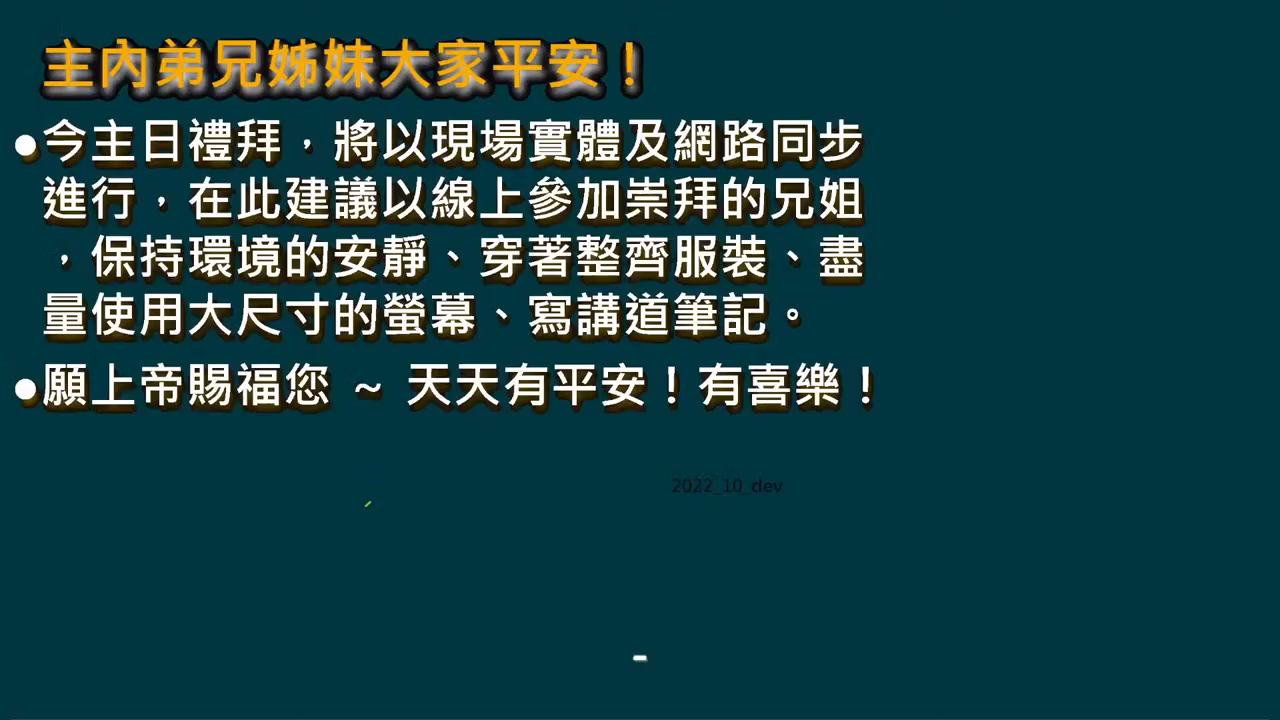 主內弟兄姊妹大家平安！
●今主日禮拜，將以現場實體及網路同步
進行，在此建議以線上參加崇拜的兄姐
，保持環境的安靜、穿著整齊服裝、盡
量使用大尺寸的螢幕、寫講道筆記。
●願上帝賜福您 ~ 天天有平安！有喜樂！
2022_10_dev
-